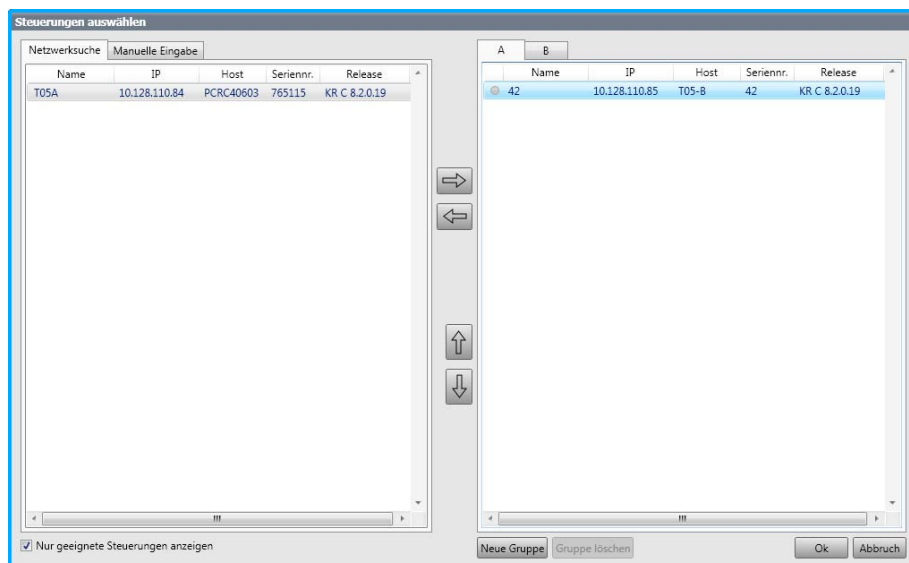 Steuerungen auswählen
Netzwerksuche Manuelle Eingabe
Name IP Host Seriennr. Release
T05A 10.128.110.84 PCRC40603 765115 KR C 8.2.0.19
Nur geeignete Steuerungen anzeigen
A B
Name IP Host Seriennr. Release
42 10.128.110.85 T05-B 42 KR C 8.2.0.19
Neue Gruppe Gruppe löschen Ok Abbruch